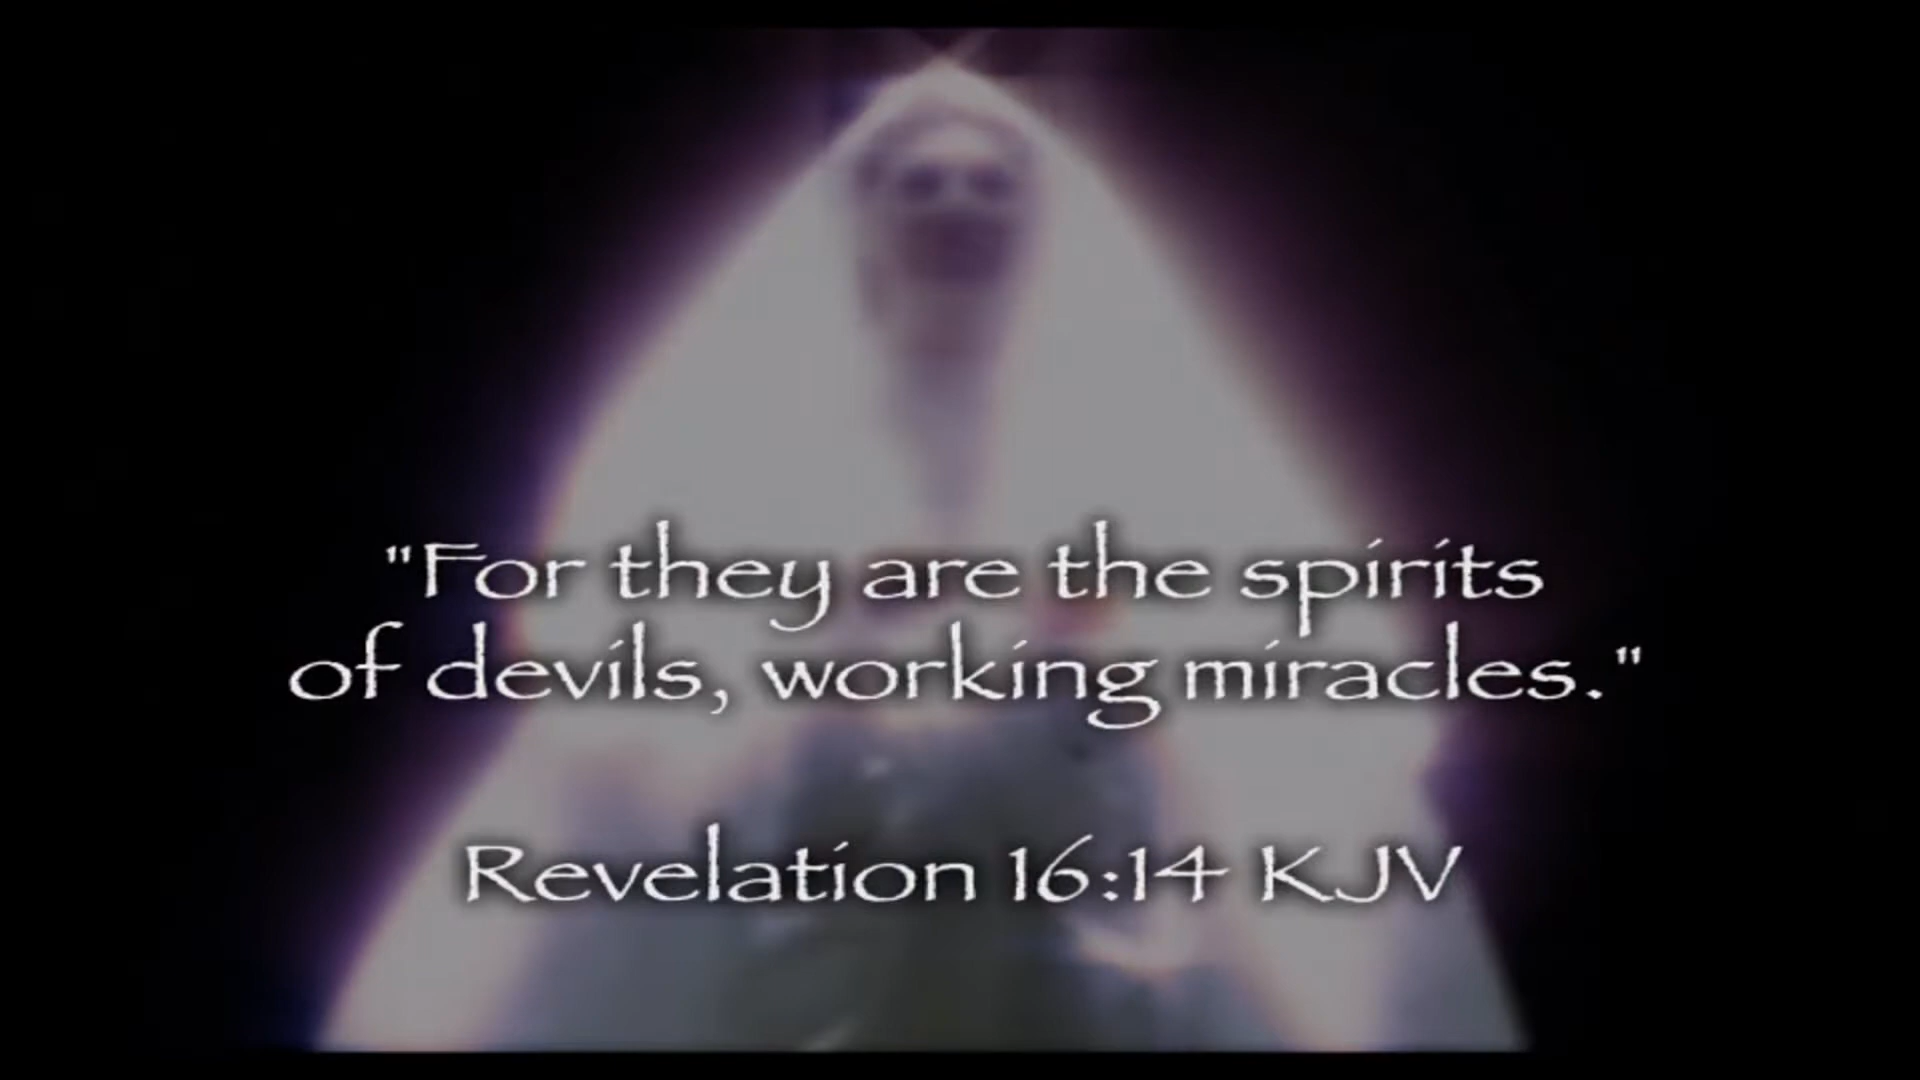 "For they are the spirits
of devils, working miracles."
Revelation 16:14 KJV